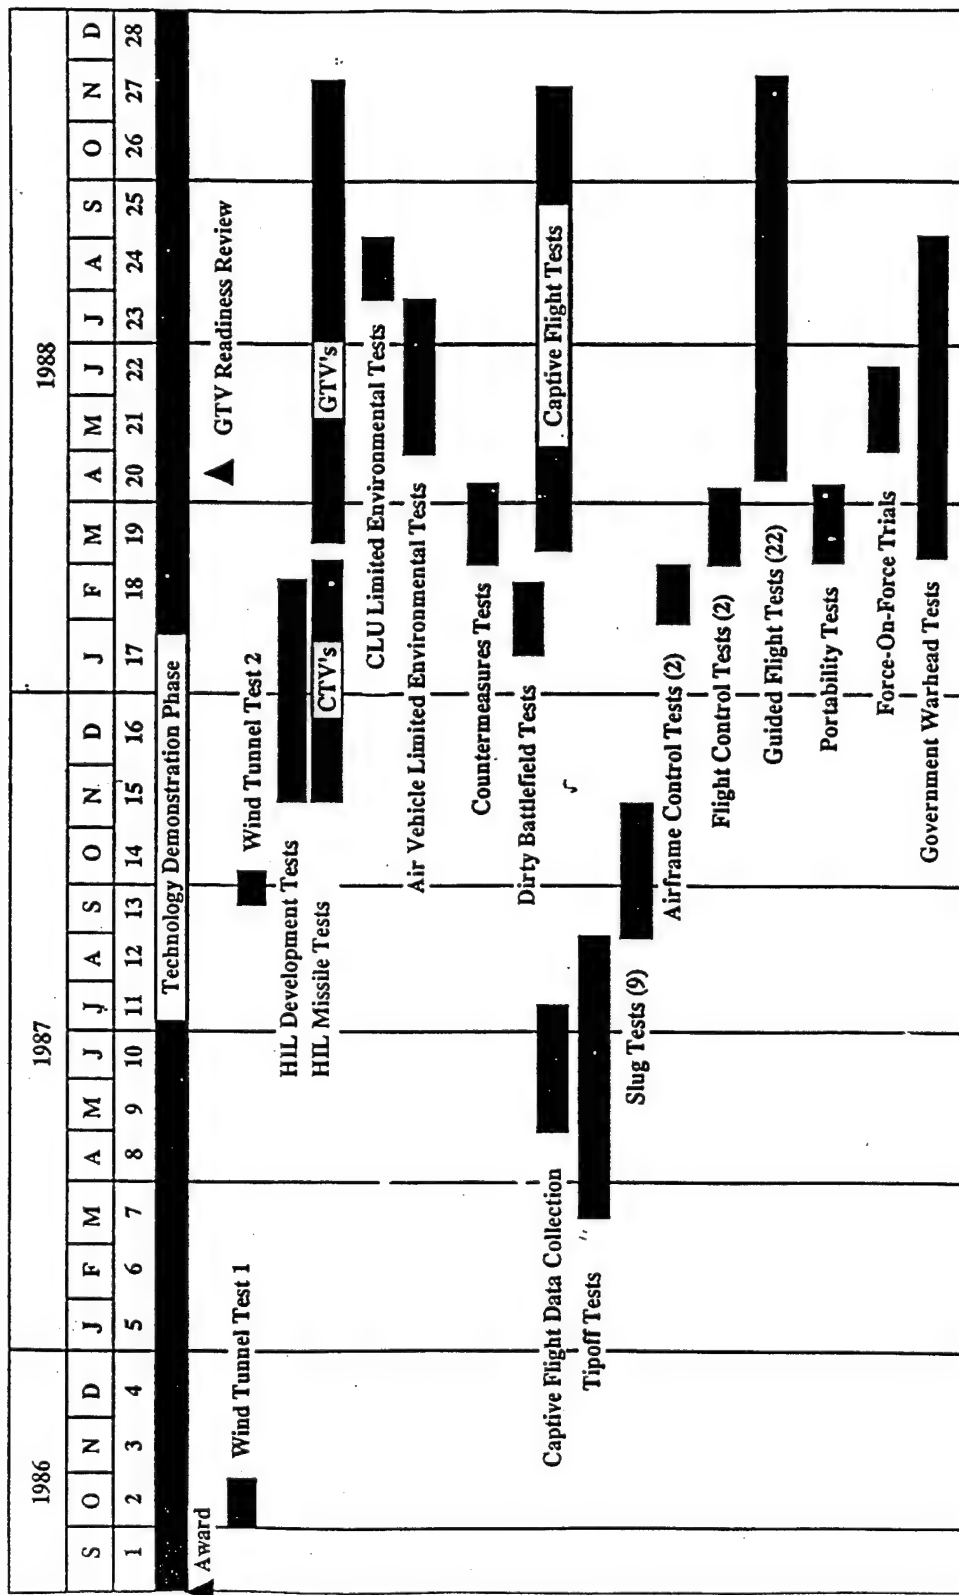 1986 1987 1988
S O N D J F M A M J J A S O N D J F M A M J J A S O N D
1 2 3 4 5 6 7 8 9 10 11 12 13 14 15 16 17 18 19 20 21 22 23 24 25 26 27 28
Technology Demonstration Phase
Award
GTV Readiness Review
Wind Tunnel Test 1
Wind Tunnel Test 2
HIL Development Tests
HIL Missile Tests
CTV's
GTV's
CLU Limited Environmental Tests
Air Vehicle Limited Environmental Tests
Countermeasures Tests
Dirty Battlefield Tests
Captive Flight Data Collection
Captive Flight Tests
Tipoff Tests
Slug Tests (9)
Airframe Control Tests (2)
Flight Control Tests (2)
Guided Flight Tests (22)
Portability Tests
Force-On-Force Trials
Government Warhead Tests